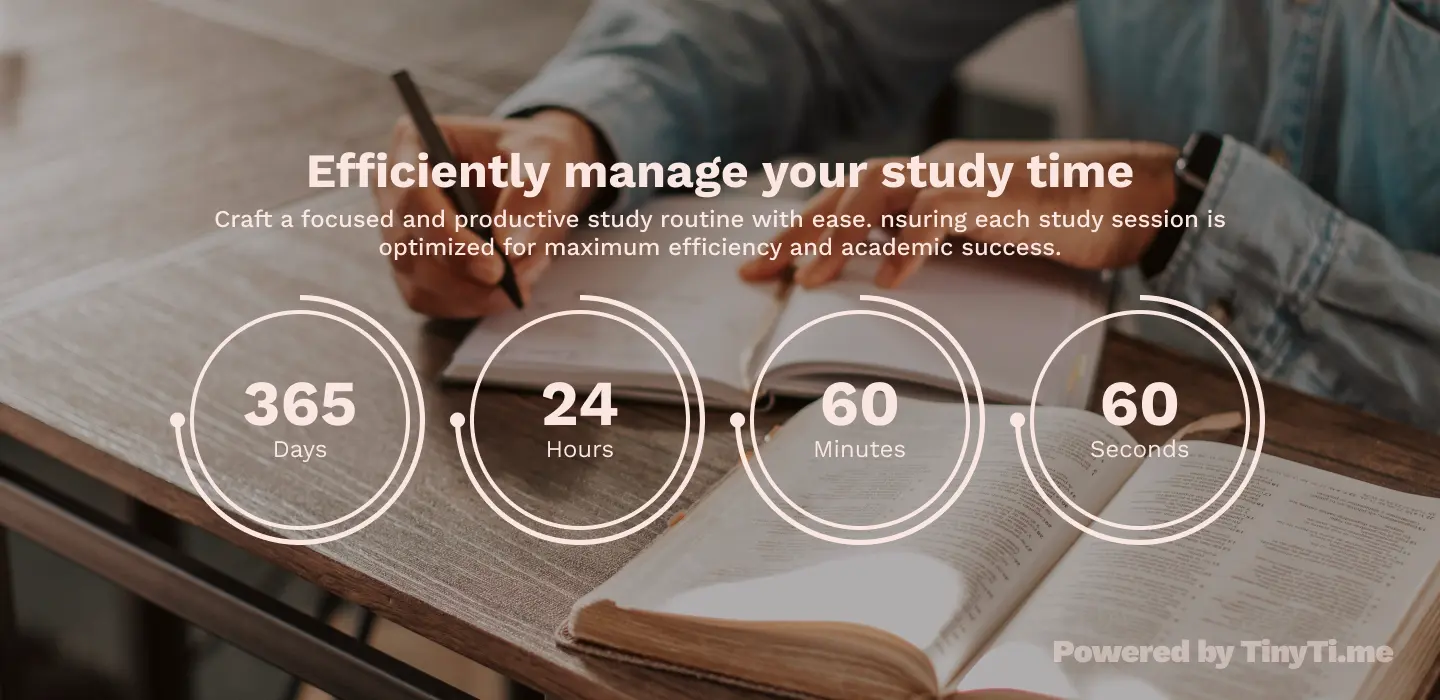 Efficiently manage your study time
Craft a focused and productive study routine with ease. nsuring each study session is
optimized for maximum efficiency and academic success.
365
Days
24
Hours
60
Minutes
60
Seconds
Powered by TinyTi.me